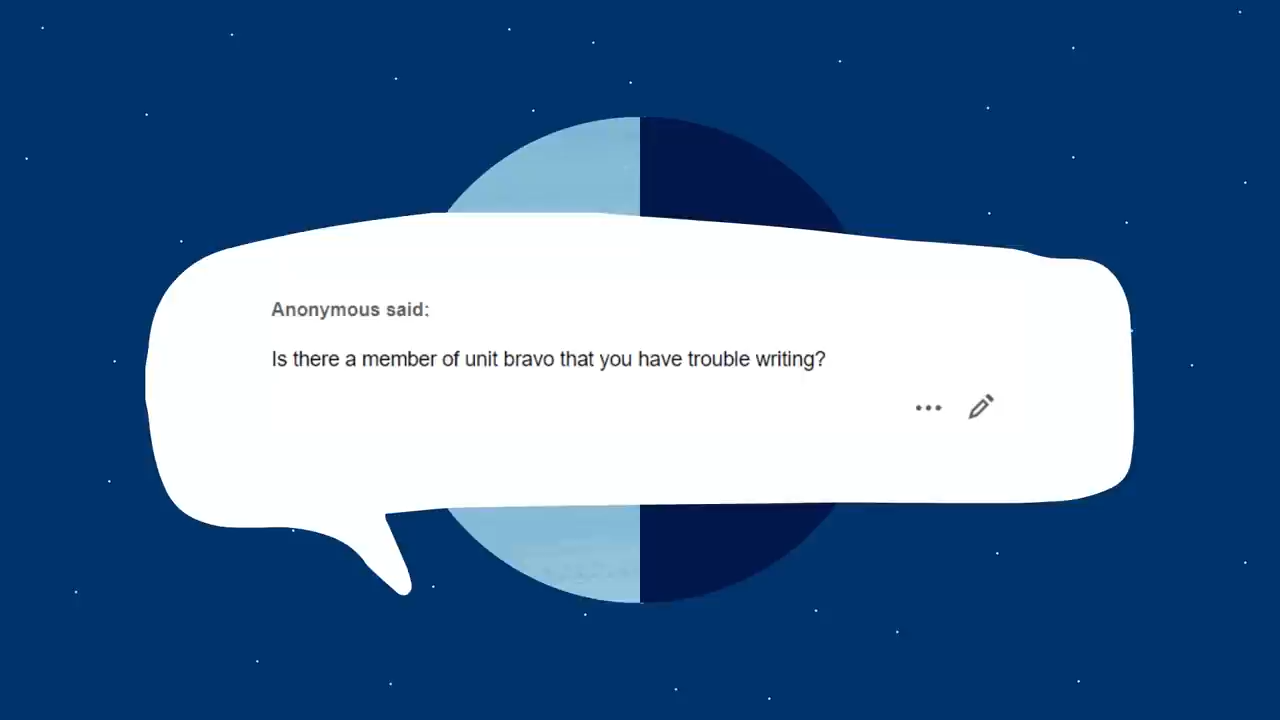 Anonymous said:
Is there a member of unit bravo that you have trouble writing?